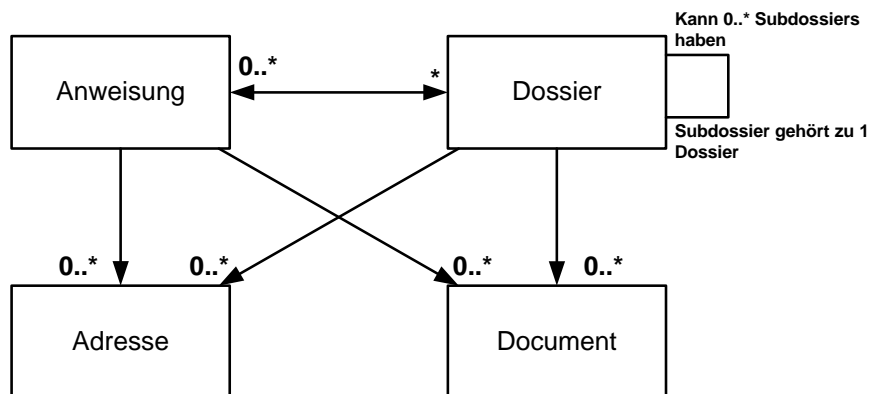 Kann 0..* Subdossiers
haben
0..*
*
Anweisung
Dossier
Subdossier gehört zu 1
Dossier
0..*
0..*
0..*
0..*
Adresse
Document